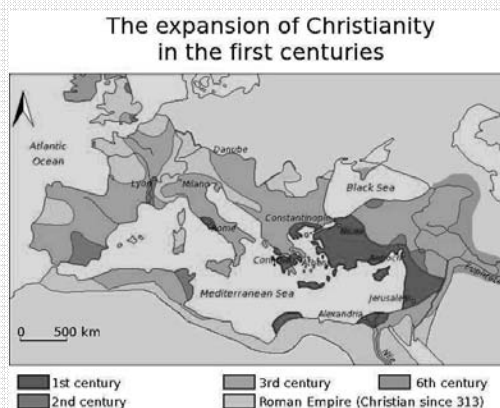 The expansion of Christianity
in the first centuries
Atlantic
Ocean
Danube
Lyon
Milano
Black Sea
Rome
Constantinople
Mediterranean Sea
Jerusalem
Alexandria
0 500 km
1st century
3rd century
6th century
2nd century
Roman Empire (Christian since 313)